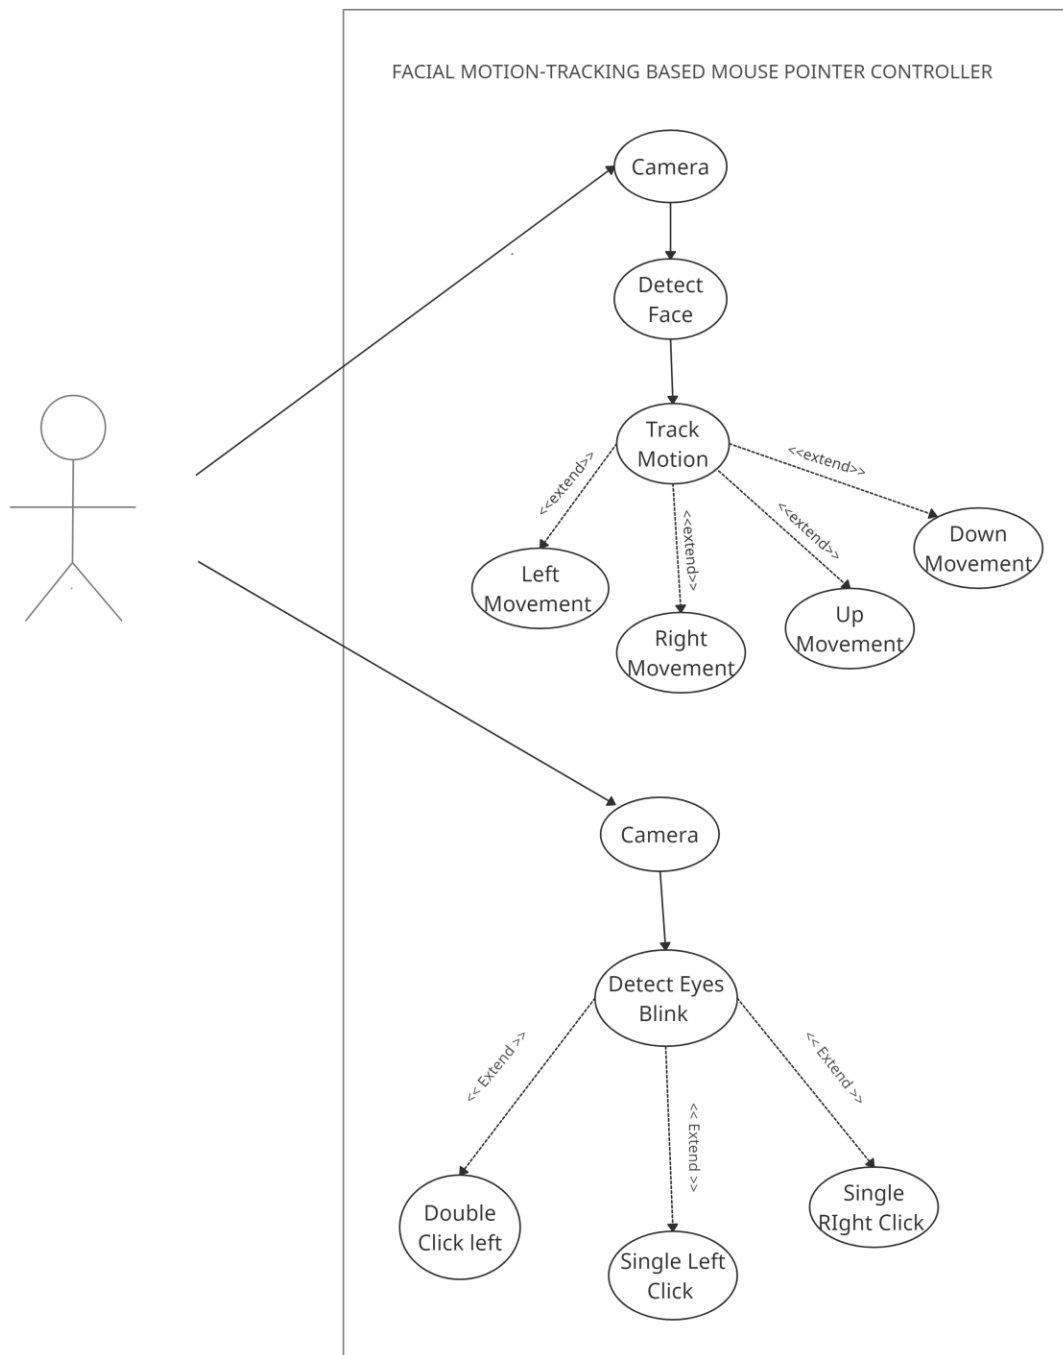 FACIAL MOTION-TRACKING BASED MOUSE POINTER CONTROLLER
Camera
Detect
Face
Track
Motion
<<extend>>
<<extend>>
<<extend>>
<<extend>>
Left
Movement
Right
Movement
Up
Movement
Down
Movement
Camera
Detect Eyes
Blink
<< Extend >>
<< Extend >>
<< Extend >>
Double
Click left
Single Left
Click
Single
RIght Click